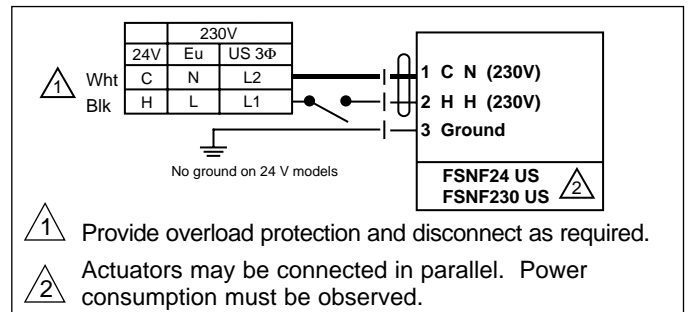 230V
24V Eu US 3Φ
Wht C N L2
Blk H L L1
1
1 C N (230V)
2 H H (230V)
3 Ground
No ground on 24 V models
FSNF24 US
FSNF230 US
2
1 Provide overload protection and disconnect as required.
2 Actuators may be connected in parallel. Power
consumption must be observed.